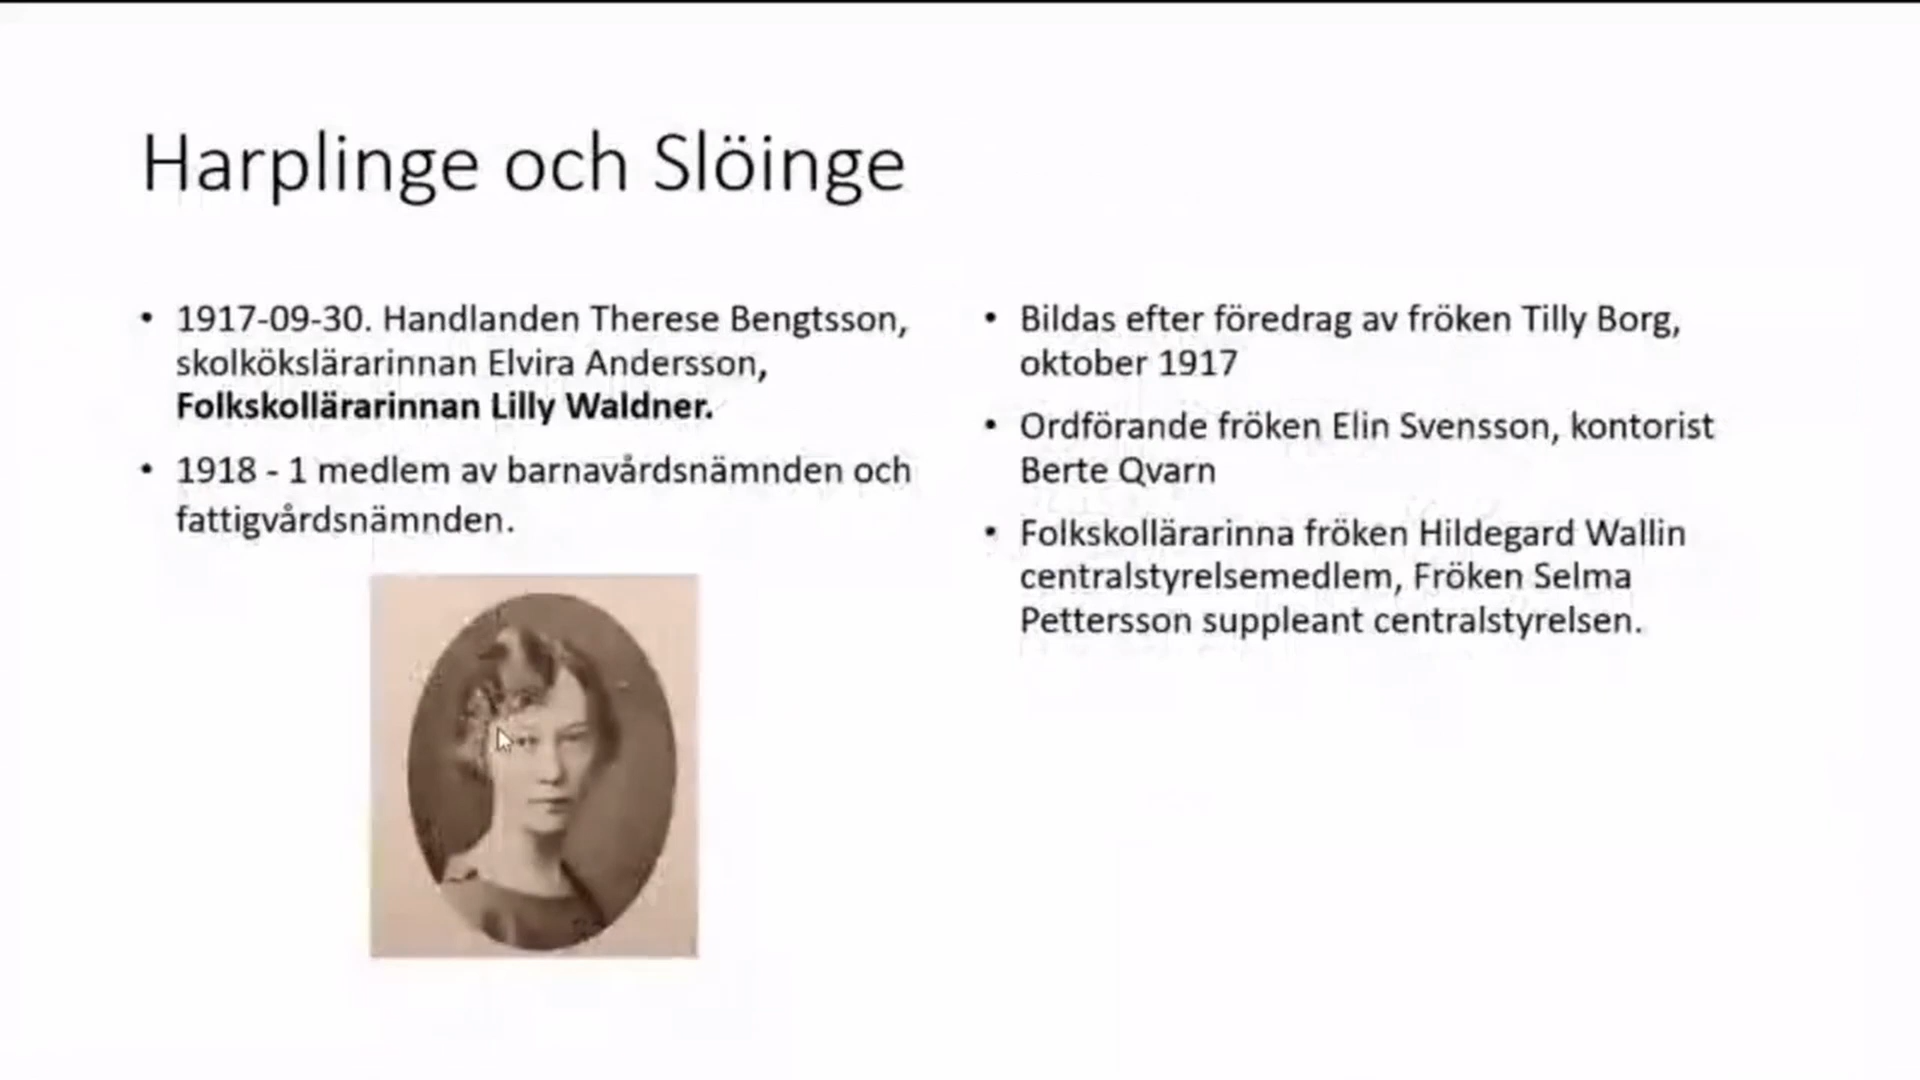 Harplinge och Slöinge
• 1917-09-30. Handlanden Therese Bengtsson,
skolkökslärarinnan Elvira Andersson,
Folkskollärarinnan Lilly Waldner.
• 1918 - 1 medlem av barnavårdsnämnden och
fattigvårdsnämnden.
• Bildas efter föredrag av fröken Tilly Borg,
oktober 1917
• Ordförande fröken Elin Svensson, kontorist
Berte Qvarn
• Folkskollärarinna fröken Hildegard Wallin
centralstyrelsemedlem, Fröken Selma
Pettersson suppleant centralstyrelsen.